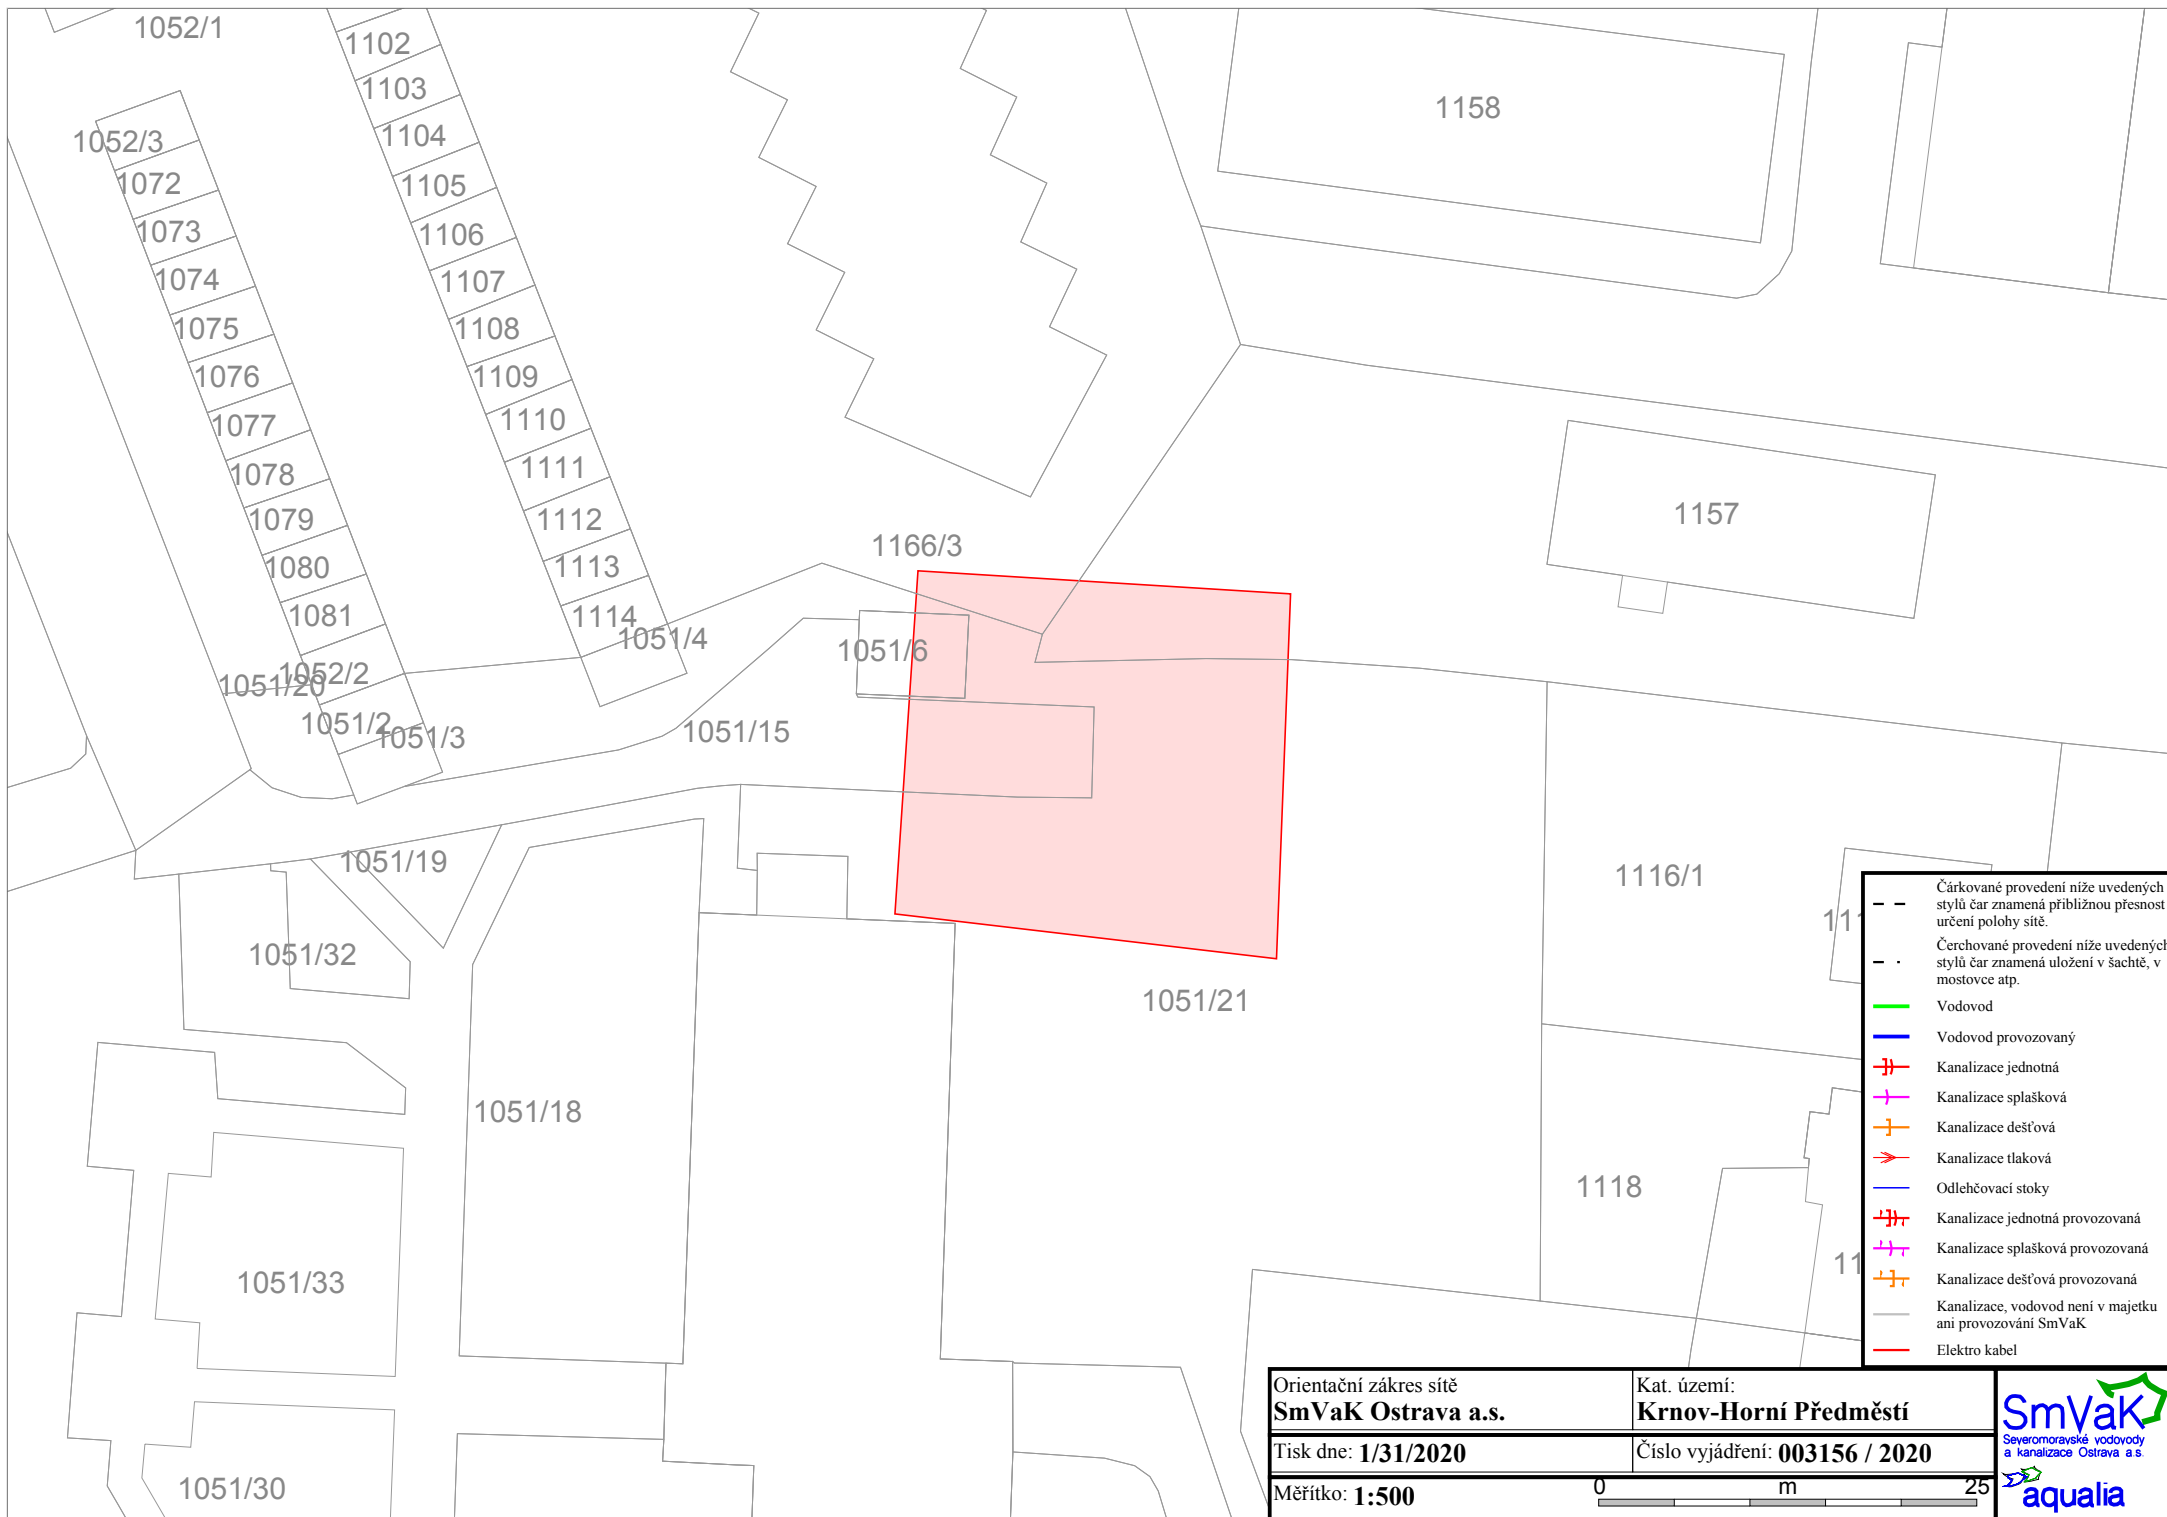 1052/1
1102
1103
1104
1105
1106
1107
1108
1109
1110
1111
1112
1113
1114
1052/3
1072
1073
1074
1075
1076
1077
1078
1079
1080
1081
1052/2
1051/20
1051/2
1051/3
1051/4
1158
1157
1166/3
1051/6
1051/15
1051/19
1051/32
1051/18
1051/33
1051/30
1051/21
1116/1
1118
Čárkované provedení níže uvedených
stylů čar znamená přibližnou přesnost
určení polohy sítě.
Čerchované provedení níže uvedených
stylů čar znamená uložení v šachtě, v
mostovce atp.
Vodovod
Vodovod provozovaný
Kanalizace jednotná
Kanalizace splašková
Kanalizace dešťová
Kanalizace tlaková
Odlehčovací stoky
Kanalizace jednotná provozovaná
Kanalizace splašková provozovaná
Kanalizace dešťová provozovaná
Kanalizace, vodovod není v majetku
ani provozování SmVaK
Elektro kabel
Orientační zákres sítě
SmVaK Ostrava a.s.
Kat. území:
Krnov-Horní Předměstí
Tisk dne: 1/31/2020
Číslo vyjádření: 003156 / 2020
Měřítko: 1:500
0 m 25
SmVaK
Severomoravské vodovody
a kanalizace Ostrava a.s.
aqualia